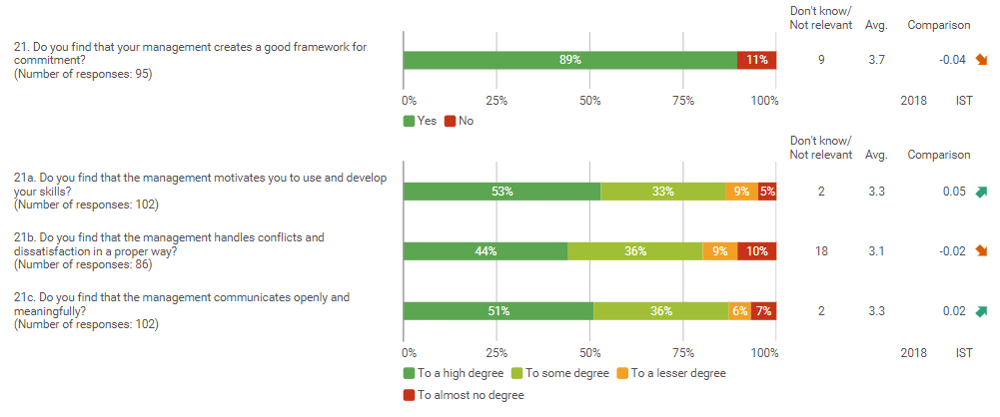 Don't know/
Not relevant Avg. Comparison
21. Do you find that your management creates a good framework for
commitment?
(Number of responses: 95)
89% 11% 9 3.7 -0.04
0% 25% 50% 75% 100% 2018 IST
Yes No
Don't know/
Not relevant Avg. Comparison
21a. Do you find that the management motivates you to use and develop
your skills?
(Number of responses: 102)
53% 33% 9% 5% 2 3.3 0.05
21b. Do you find that the management handles conflicts and
dissatisfaction in a proper way?
(Number of responses: 86)
44% 36% 9% 10% 18 3.1 -0.02
21c. Do you find that the management communicates openly and
meaningfully?
(Number of responses: 102)
51% 36% 6% 7% 2 3.3 0.02
0% 25% 50% 75% 100% 2018 IST
To a high degree To some degree To a lesser degree
To almost no degree